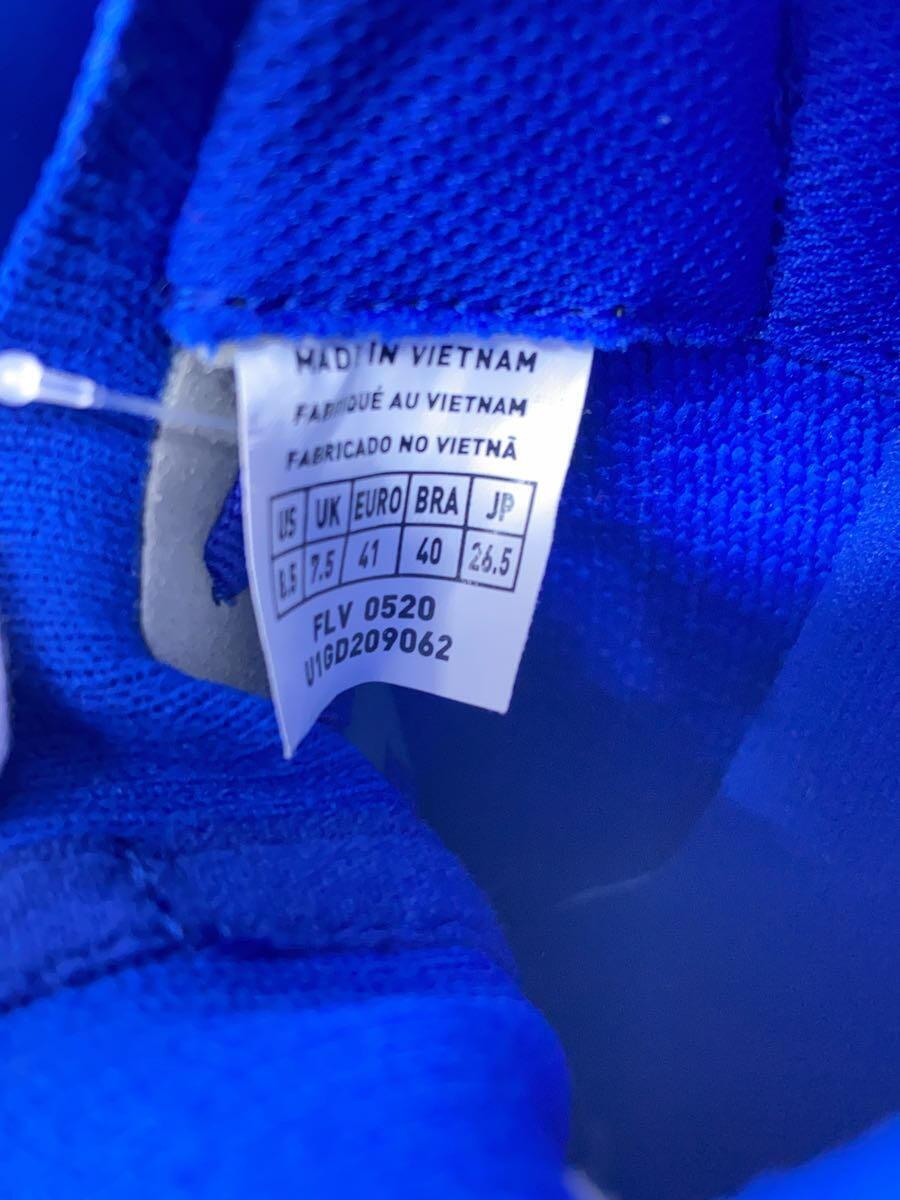 MADE IN VIETNAM
FABRIQUÉ AU VIETNAM
FABRICADO NO VIETNÃ
US UK EURO BRA JP
8.5 7.5 41 40 26.5
FLV 0520
U1GD209062